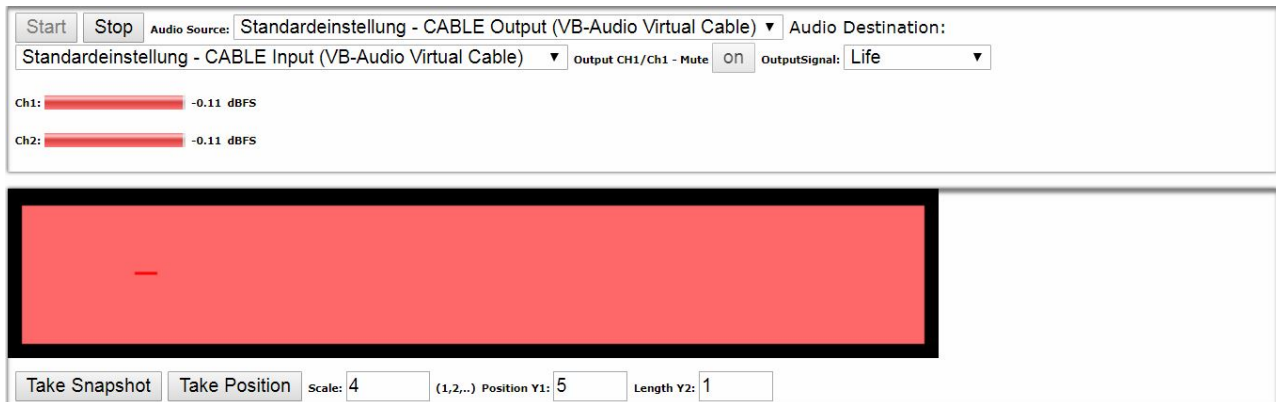 Start Stop Audio Source: Standardeinstellung - CABLE Output (VB-Audio Virtual Cable) Audio Destination:
Standardeinstellung - CABLE Input (VB-Audio Virtual Cable) Output CH1/Ch1 - Mute on OutputSignal: Life
Ch1: -0.11 dBFS
Ch2: -0.11 dBFS
Take Snapshot Take Position Scale: 4 (1,2,..) Position Y1: 5 Length Y2: 1